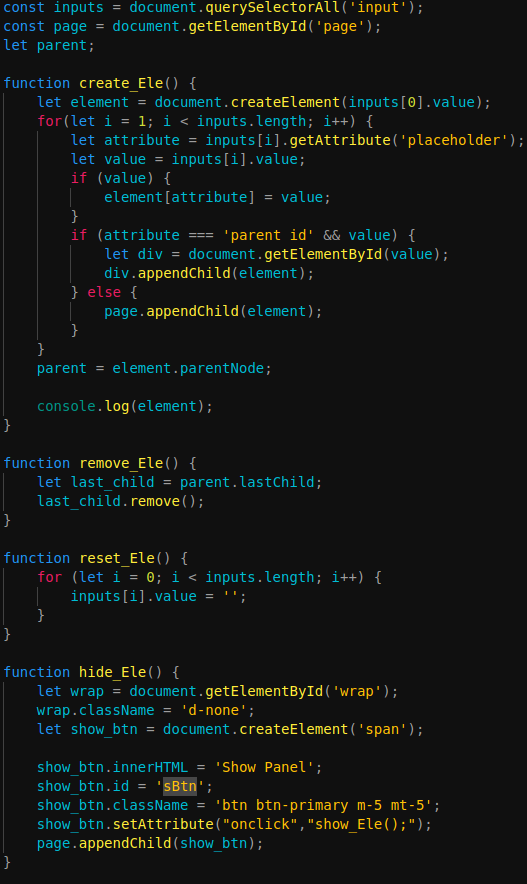 const inputs = document.querySelectorAll('input');
const page = document.getElementById('page');
let parent;
function create_Ele() {
let element = document.createElement(inputs[0].value);
for(let i = 1; i < inputs.length; i++) {
let attribute = inputs[i].getAttribute('placeholder');
let value = inputs[i].value;
if (value) {
element[attribute] = value;
}
if (attribute === 'parent id' && value) {
let div = document.getElementById(value);
div.appendChild(element);
} else {
page.appendChild(element);
}
}
parent = element.parentNode;
console.log(element);
}
function remove_Ele() {
let last_child = parent.lastChild;
last_child.remove();
}
function reset_Ele() {
for (let i = 0; i < inputs.length; i++) {
inputs[i].value = '';
}
}
function hide_Ele() {
let wrap = document.getElementById('wrap');
wrap.className = 'd-none';
let show_btn = document.createElement('span');
show_btn.innerHTML = 'Show Panel';
show_btn.id = 'sBtn';
show_btn.className = 'btn btn-primary m-5 mt-5';
show_btn.setAttribute("onclick","show_Ele();");
page.appendChild(show_btn);
}